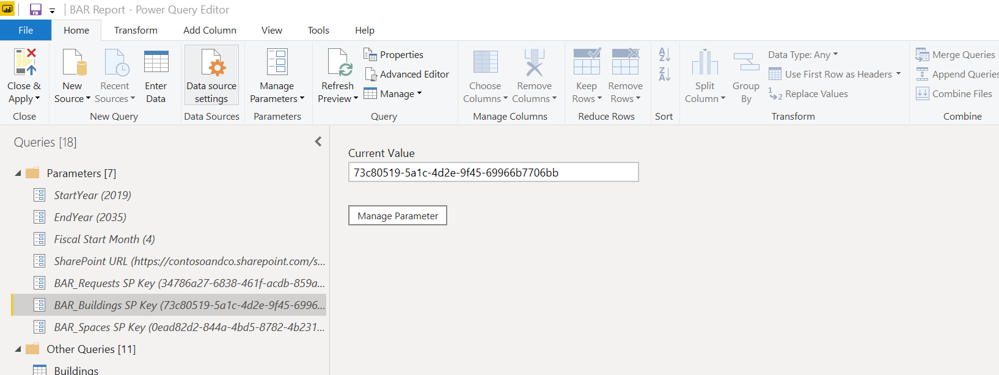 BAR Report - Power Query Editor
File Home Transform Add Column View Tools Help
Close & Apply
New Source
Recent Sources
Enter Data
Data source settings
Manage Parameters
Refresh Preview
Properties
Advanced Editor
Manage
Choose Columns
Remove Columns
Keep Rows
Remove Rows
A Z
Z A
Split Column
Group By
Data Type: Any
Use First Row as Headers
1 2 Replace Values
Merge Queries
Append Queries
Combine Files
Close New Query Data Sources Parameters Query Manage Columns Reduce Rows Sort Transform Combine
Queries [18]
Parameters [7]
StartYear (2019)
EndYear (2035)
Fiscal Start Month (4)
SharePoint URL (https://contosoandco.sharepoint.com/s...
BAR_Requests SP Key (34786a27-6838-461f-acdb-859a...
BAR_Buildings SP Key (73c80519-5a1c-4d2e-9f45-6996...
BAR_Spaces SP Key (0ead82d2-844a-4bd5-8782-4b231...
Other Queries [11]
Buildings
Current Value
73c80519-5a1c-4d2e-9f45-69966b7706bb
Manage Parameter